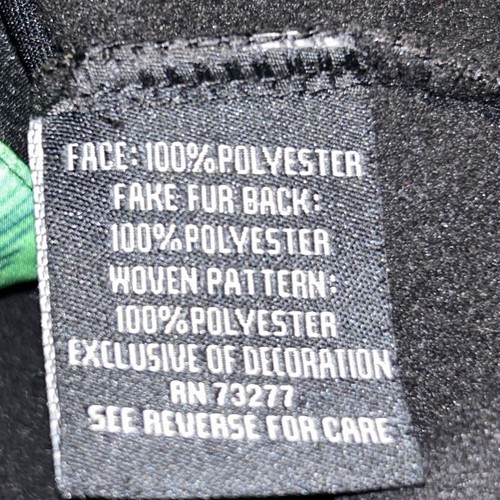 FACE: 100% POLYESTER
FAKE FUR BACK:
100% POLYESTER
WOVEN PATTERN:
100% POLYESTER
EXCLUSIVE OF DECORATION
RN 73277
SEE REVERSE FOR CARE